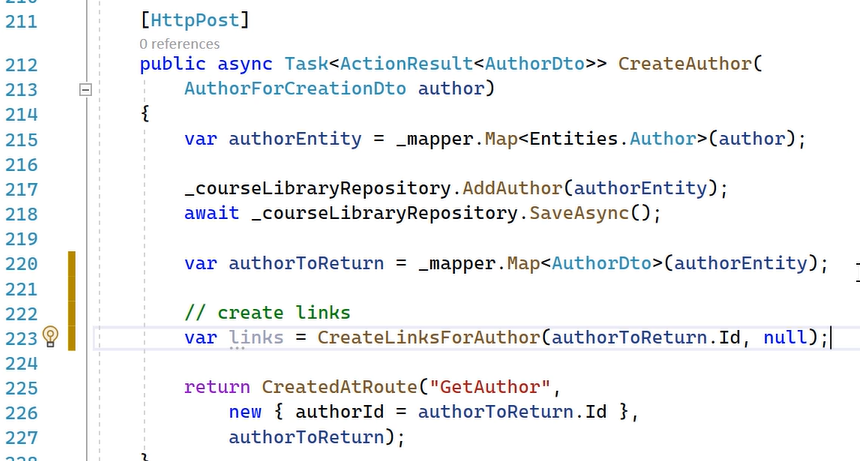 211 [HttpPost]
0 references
212 public async Task<ActionResult<AuthorDto>> CreateAuthor(
213 AuthorForCreationDto author)
214 {
215 var authorEntity = _mapper.Map<Entities.Author>(author);
216
217 _courseLibraryRepository.AddAuthor(authorEntity);
218 await _courseLibraryRepository.SaveAsync();
219
220 var authorToReturn = _mapper.Map<AuthorDto>(authorEntity);
221
222 // create links
223 var links = CreateLinksForAuthor(authorToReturn.Id, null);
224
225 return CreatedAtRoute("GetAuthor",
226 new { authorId = authorToReturn.Id },
227 authorToReturn);